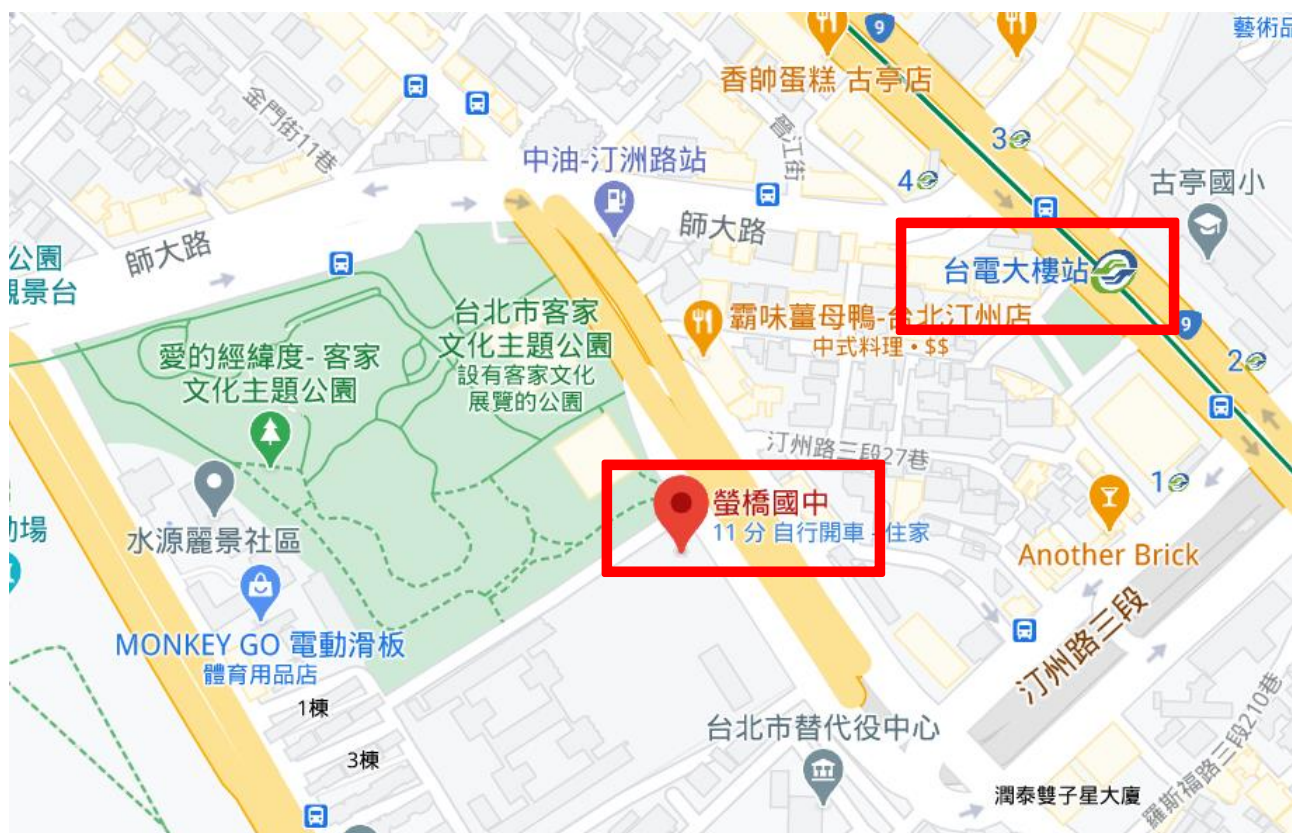 9
藝術品
香帥蛋糕 古亭店
金門街11巷
晉江街
3
中油-汀洲路站
4
古亭國小
師大路
師大路
公園
觀景台
台電大樓站
台北市客家
文化主題公園
設有客家文化
展覽的公園
霸味薑母鴨-台北汀州店
中式料理・$$
9
愛的經緯度- 客家
文化主題公園
2
汀州路三段27巷
1
螢橋國中
11 分 自行開車 - 住家
水源麗景社區
場
Another Brick
MONKEY GO 電動滑板
體育用品店
汀州路三段
1棟
3棟
台北市替代役中心
羅斯福路三段210巷
潤泰雙子星大廈